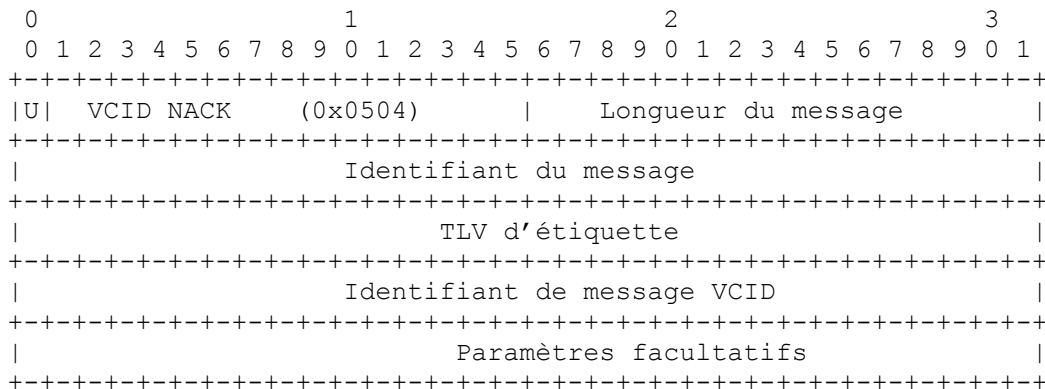 0                   1                   2                   3
 0 1 2 3 4 5 6 7 8 9 0 1 2 3 4 5 6 7 8 9 0 1 2 3 4 5 6 7 8 9 0 1
+-+-+-+-+-+-+-+-+-+-+-+-+-+-+-+-+-+-+-+-+-+-+-+-+-+-+-+-+-+-+-+-+
|U|  VCID NACK    (0x0504)      |    Longueur du message        |
+-+-+-+-+-+-+-+-+-+-+-+-+-+-+-+-+-+-+-+-+-+-+-+-+-+-+-+-+-+-+-+-+
|                    Identifiant du message                     |
+-+-+-+-+-+-+-+-+-+-+-+-+-+-+-+-+-+-+-+-+-+-+-+-+-+-+-+-+-+-+-+-+
|                          TLV d’étiquette                      |
+-+-+-+-+-+-+-+-+-+-+-+-+-+-+-+-+-+-+-+-+-+-+-+-+-+-+-+-+-+-+-+-+
|                    Identifiant de message VCID                |
+-+-+-+-+-+-+-+-+-+-+-+-+-+-+-+-+-+-+-+-+-+-+-+-+-+-+-+-+-+-+-+-+
|                           Paramètres facultatifs              |
+-+-+-+-+-+-+-+-+-+-+-+-+-+-+-+-+-+-+-+-+-+-+-+-+-+-+-+-+-+-+-+-+